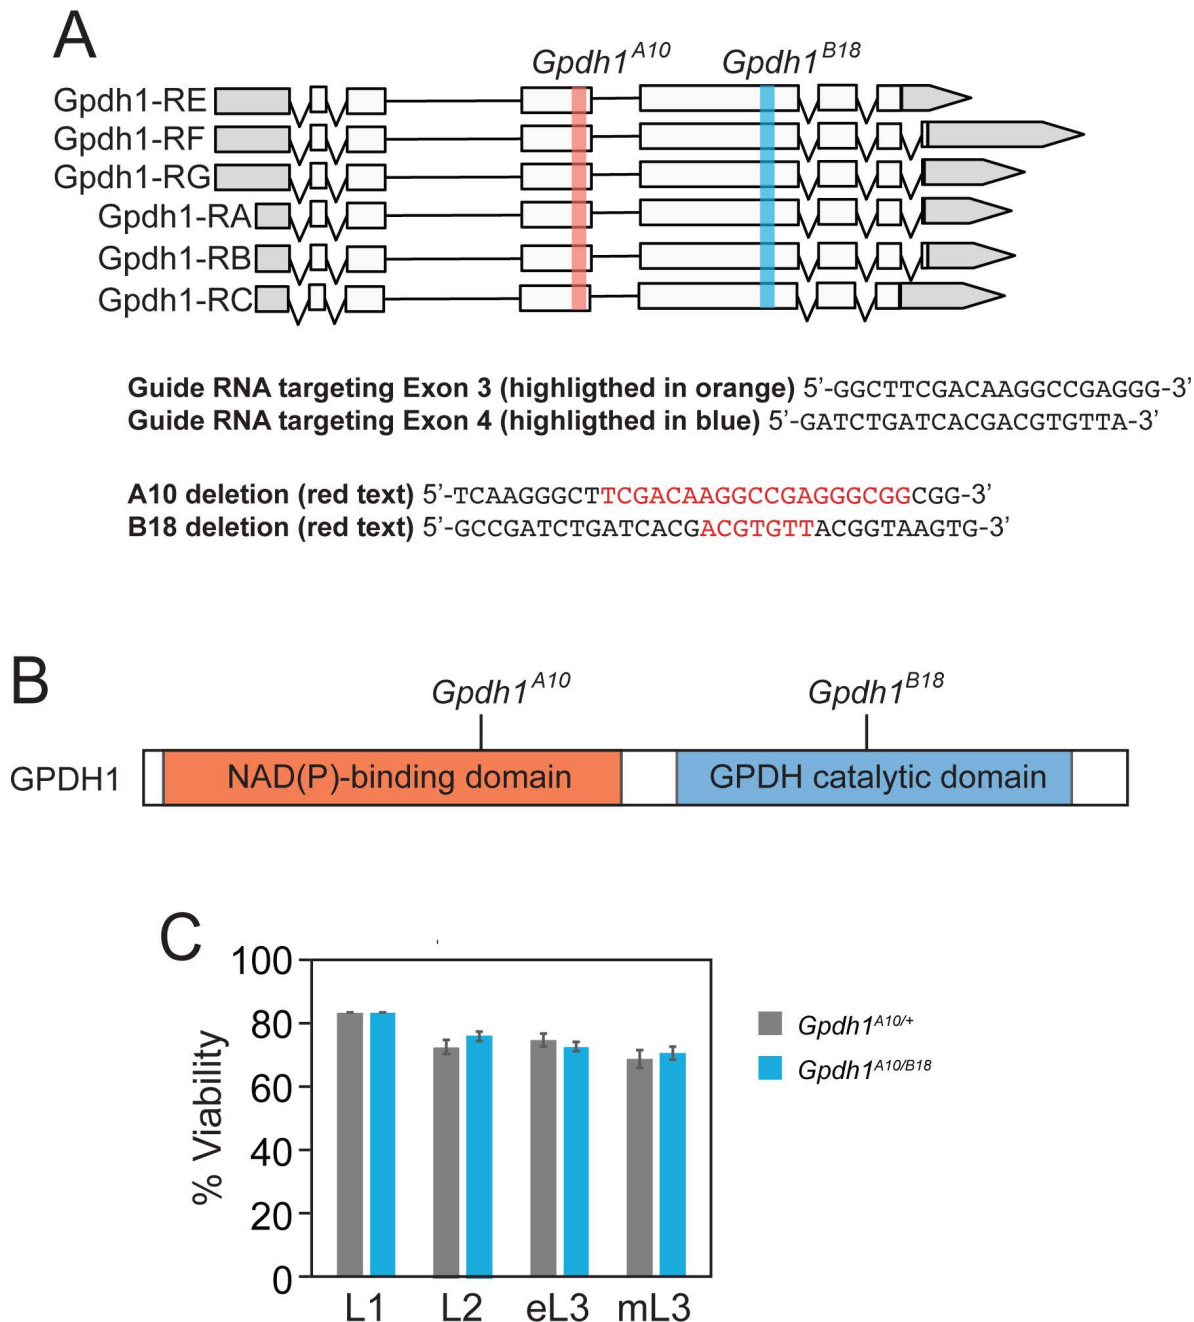 A
Gpdh1^A10 Gpdh1^B18
Gpdh1-RE
Gpdh1-RF
Gpdh1-RG
Gpdh1-RA
Gpdh1-RB
Gpdh1-RC
Guide RNA targeting Exon 3 (highligthed in orange) 5’-GGCTTCGACAAGGCCGAGGG-3’
Guide RNA targeting Exon 4 (highligthed in blue) 5’-GATCTGATCACGACGTGTTA-3’
A10 deletion (red text) 5’-TCAAGGGCTTCGACAAGGCCGAGGGCGGCGG-3’
B18 deletion (red text) 5’-GCCGATCTGATCACGACGTGTTACGGTAAGTG-3’
B
Gpdh1^A10 Gpdh1^B18
GPDH1 NAD(P)-binding domain GPDH catalytic domain
C
% Viability
100
80
60
40
20
0
L1 L2 eL3 mL3
Gpdh1^A10/+
Gpdh1^A10/B18